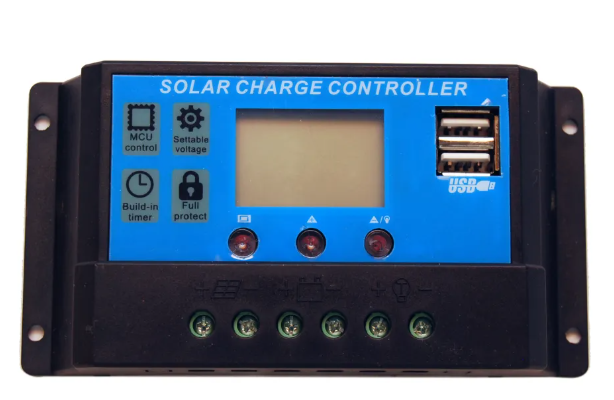 SOLAR CHARGE CONTROLLER
MCU
control
Settable
voltage
Build-in
timer
Full
protect
USB
/
+ - + - + -